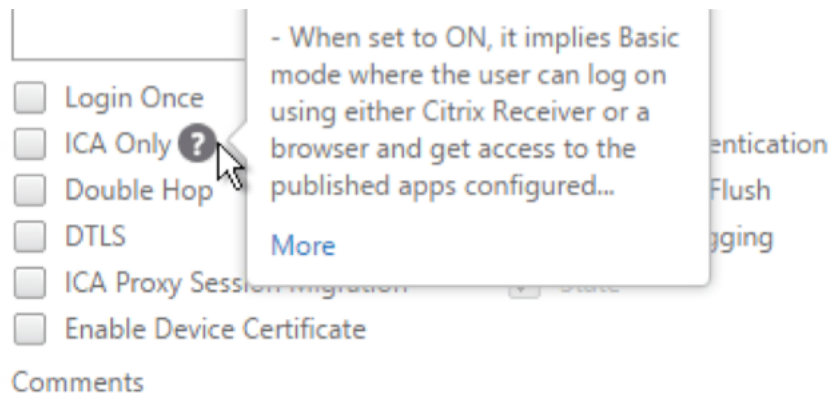 - When set to ON, it implies Basic
mode where the user can log on
using either Citrix Receiver or a
browser and get access to the
published apps configured...
More
Login Once
ICA Only ?
entication
Double Hop
Flush
DTLS
gging
ICA Proxy Session Migration
State
Enable Device Certificate
Comments